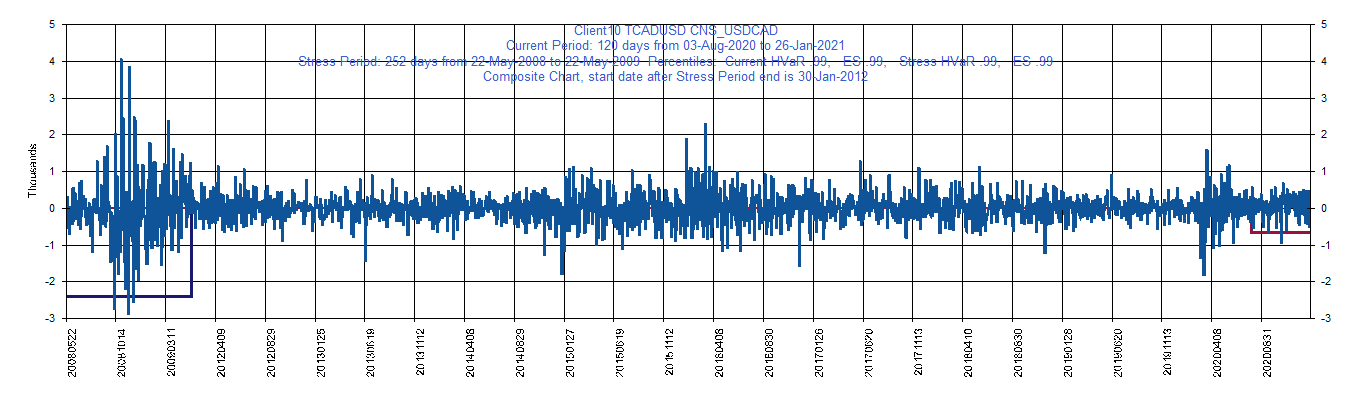 Client10 TCADUSD CNS_USDCAD
Current Period: 120 days from 03-Aug-2020 to 26-Jan-2021
Stress Period: 252 days from 22-May-2008 to 22-May-2009 Percentiles: Current HVaR .99, ES .99, Stress HVaR .99, ES .99
Composite Chart, start date after Stress Period end is 30-Jan-2012
5 5
4 4
3 3
2 2
1 1
0 0
-1 -1
-2 -2
-3 -3
Thousands
20080522 20081014 20090311 20120409 20120829 20130125 20130619 20131112 20140408 20140829 20150127 20150619 20151112 20160408 20160830 20170126 20170620 20171113 20180410 20180830 20190128 20190620 20191113 20200408 20200831